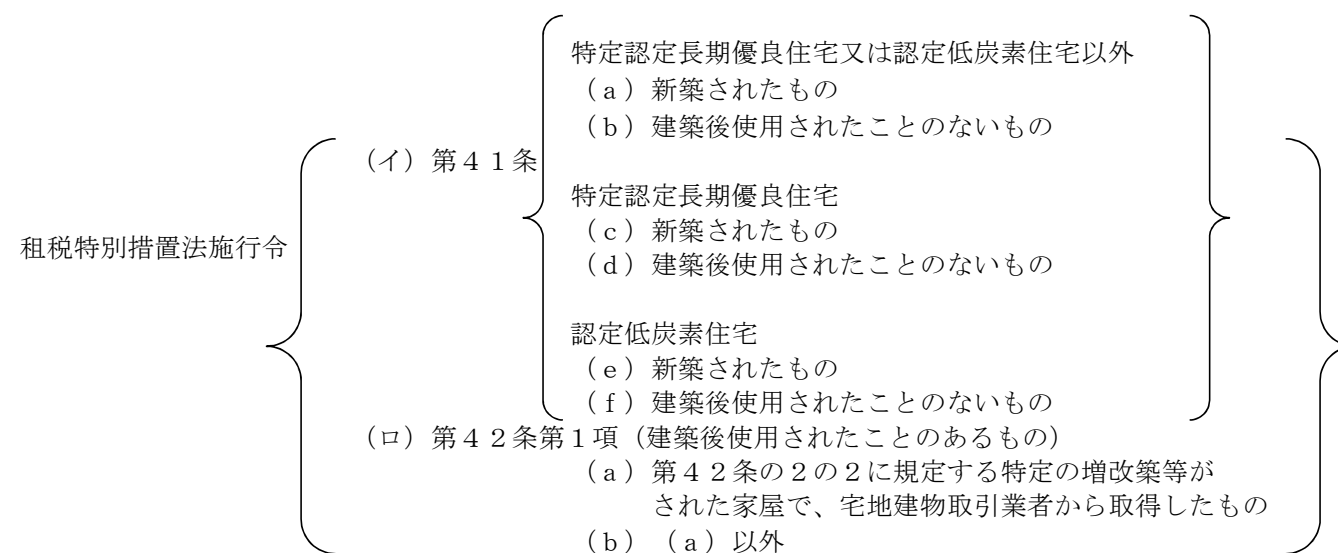 特定認定長期優良住宅又は認定低炭素住宅以外
（ａ）新築されたもの
（ｂ）建築後使用されたことのないもの
（イ）第４１条
特定認定長期優良住宅
（ｃ）新築されたもの
租税特別措置法施行令
（ｄ）建築後使用されたことのないもの
認定低炭素住宅
（ｅ）新築されたもの
（ｆ）建築後使用されたことのないもの
（ロ）第４２条第１項（建築後使用されたことのあるもの）
（ａ）第４２条の２の２に規定する特定の増改築等が
された家屋で、宅地建物取引業者から取得したもの
（ｂ）（ａ）以外